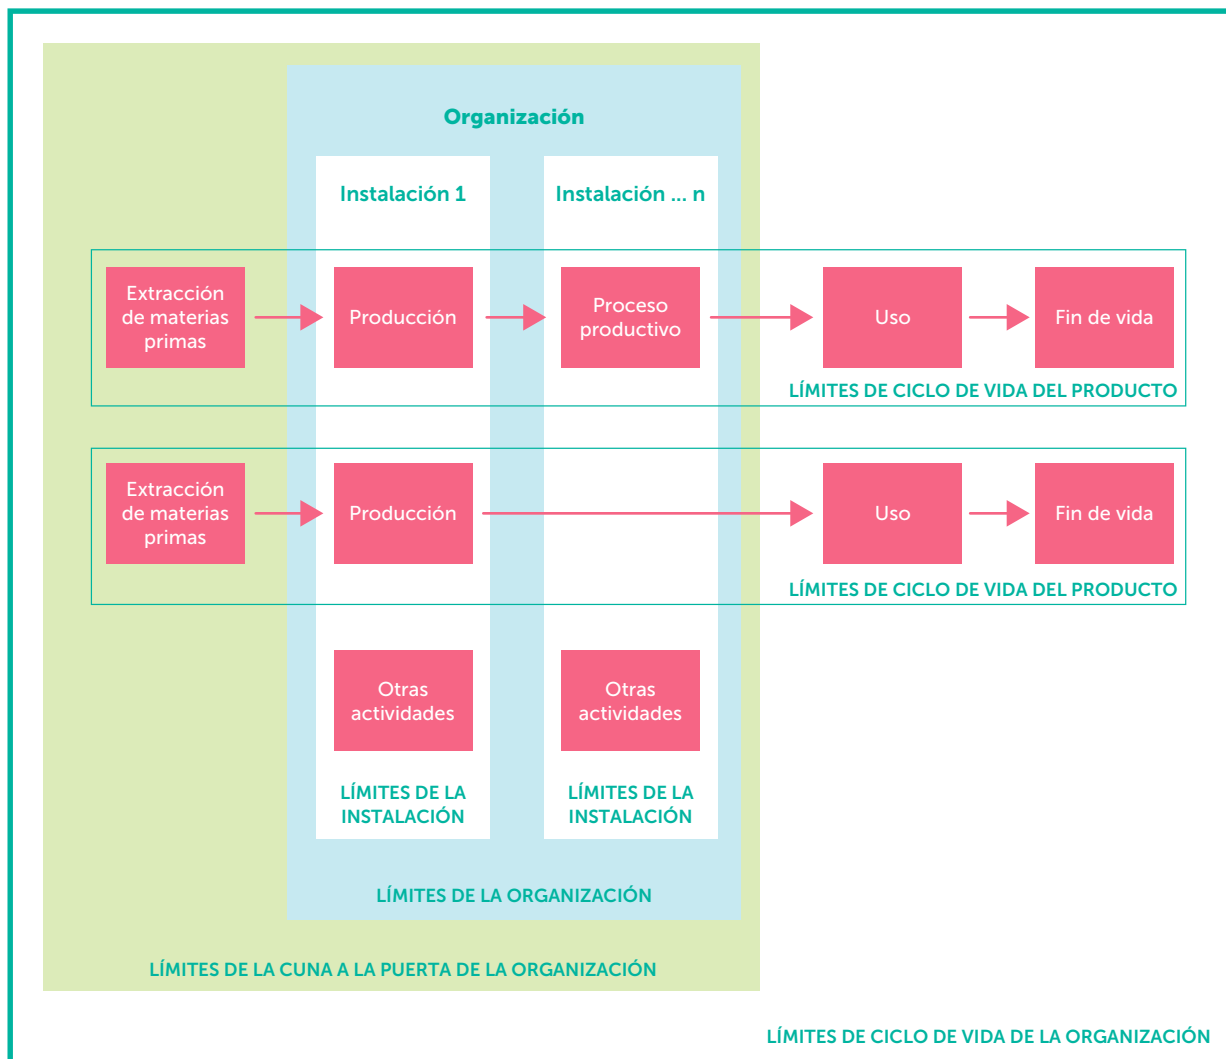 Organización
Instalación 1
Instalación ... n
Extracción
de materias
primas
Producción
Proceso
productivo
Uso
Fin de vida
LÍMITES DE CICLO DE VIDA DEL PRODUCTO
Extracción
de materias
primas
Producción
Uso
Fin de vida
LÍMITES DE CICLO DE VIDA DEL PRODUCTO
Otras
actividades
Otras
actividades
LÍMITES DE LA
INSTALACIÓN
LÍMITES DE LA
INSTALACIÓN
LÍMITES DE LA ORGANIZACIÓN
LÍMITES DE LA CUNA A LA PUERTA DE LA ORGANIZACIÓN
LÍMITES DE CICLO DE VIDA DE LA ORGANIZACIÓN